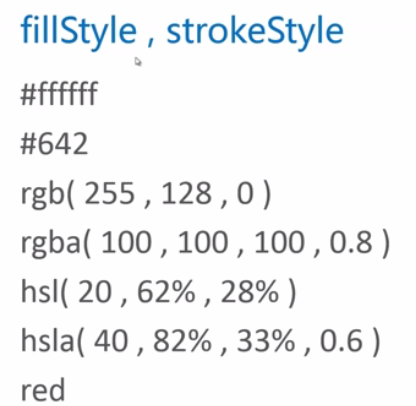 fillStyle , strokeStyle
#ffffff
#642
rgb( 255 , 128 , 0 )
rgba( 100 , 100 , 100 , 0.8 )
hsl( 20 , 62% , 28% )
hsla( 40 , 82% , 33% , 0.6 )
red